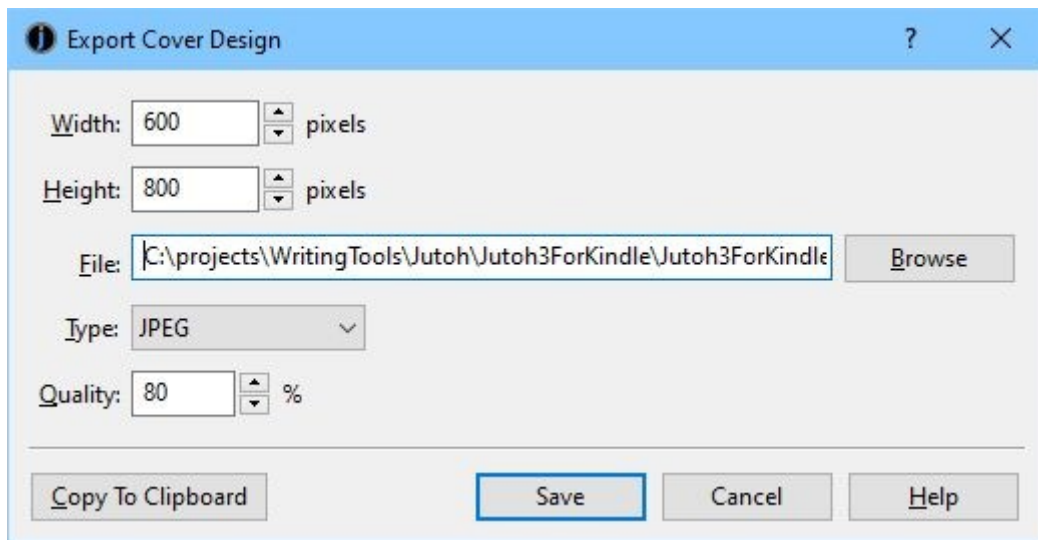 Export Cover Design ?
Width: 600 pixels
Height: 800 pixels
File: C:\projects\WritingTools\Jutoh\Jutoh3ForKindle\Jutoh3ForKindle Browse
Type: JPEG
Quality: 80 %
Copy To Clipboard Save Cancel Help